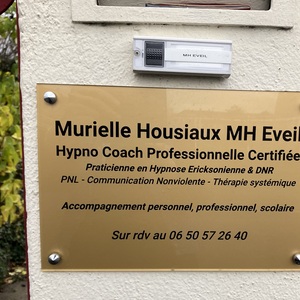 MH EVEIL
Murielle Housiaux MH Eveil
Hypno Coach Professionnelle Certifiée
Praticienne en Hypnose Ericksonienne & DNR
PNL - Communication Nonviolente - Thérapie systémique
Accompagnement personnel, professionnel, scolaire
Sur rdv au 06 50 57 26 40